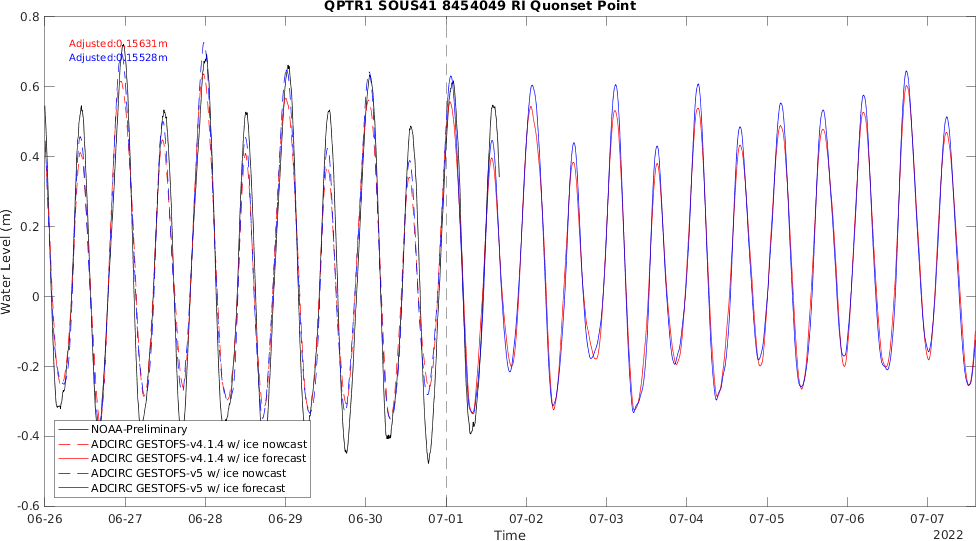 QPTR1 SOUS41 8454049 RI Quonset Point
Adjusted:0.15631m
Adjusted:0.15528m
0.8
0.6
0.4
0.2
0
-0.2
-0.4
-0.6
Water Level (m)
NOAA-Preliminary
ADCIRC GESTOFS-v4.1.4 w/ ice nowcast
ADCIRC GESTOFS-v4.1.4 w/ ice forecast
ADCIRC GESTOFS-v5 w/ ice nowcast
ADCIRC GESTOFS-v5 w/ ice forecast
06-26 06-27 06-28 06-29 06-30 07-01 07-02 07-03 07-04 07-05 07-06 07-07
Time
2022